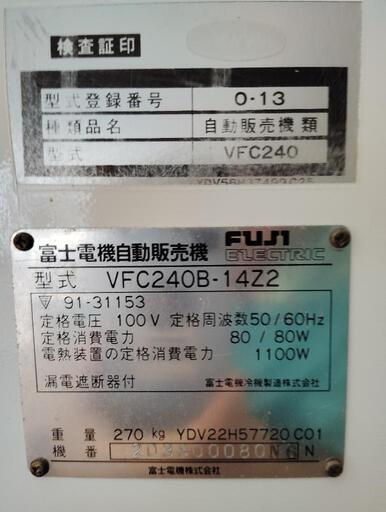 検査証印
型式登録番号 O-13
種類品名 自動販売機類
型式 VFC240
富士電機自動販売機 FUJI ELECTRIC
型式 VFC240B-14Z2
▽ 91-31153
定格電圧 100V 定格周波数50/60Hz
定格消費電力 80/80W
電熱装置の定格消費電力 1100W
漏電遮断器付 富士電機冷機製造株式会社
重量 270kg YDV22H57720C01
機番 N
富士電機株式会社